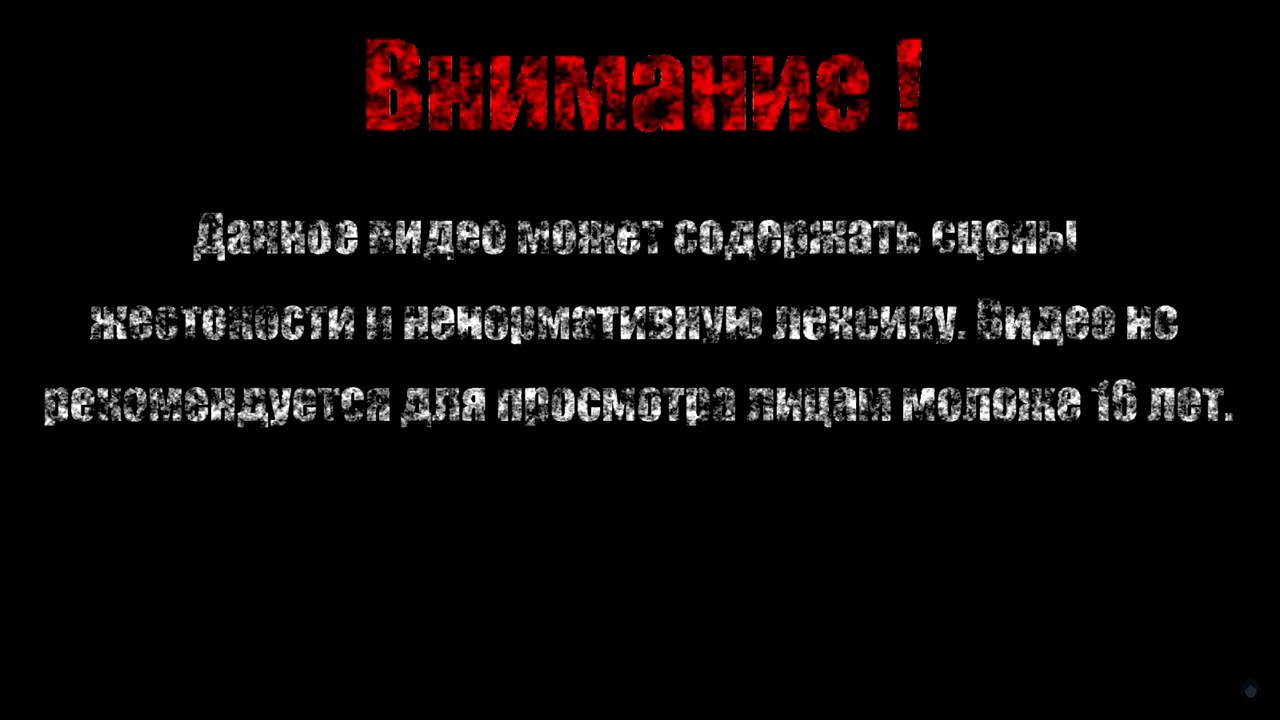 Внимание !
Данное видео может содержать сцены
жестокости и ненормативную лексику. Видео не
рекомендуется для просмотра лицам моложе 16 лет.